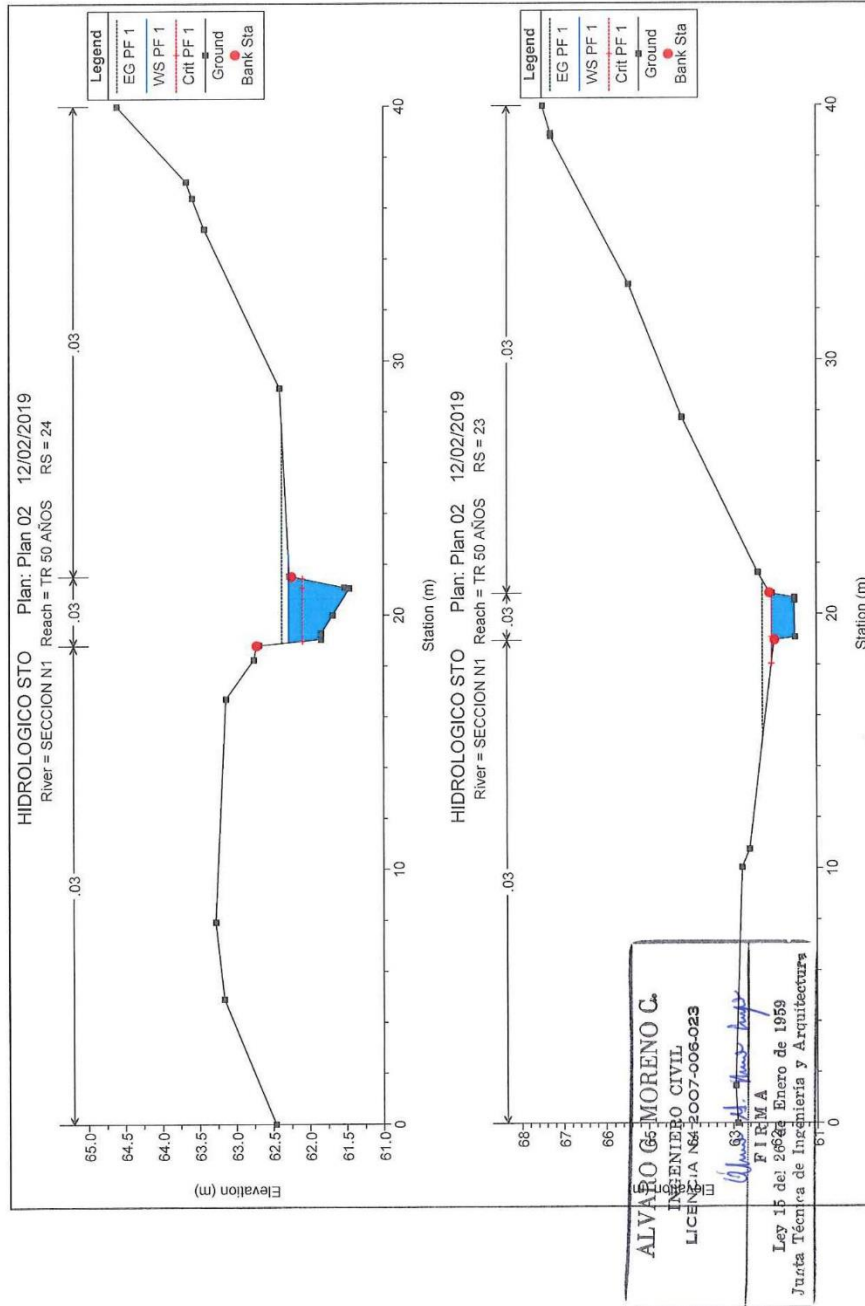 HIDROLOGICO STO Plan: Plan 02 12/02/2019
River = SECCION N1 Reach = TR 50 AÑOS RS = 24
.03
.03
.03
Legend
EG PF 1
WS PF 1
Crit PF 1
Ground
Bank Sta
65.0
64.5
64.0
63.5
63.0
62.5
62.0
61.5
61.0
Elevation (m)
0
10
20
30
40
Station (m)
HIDROLOGICO STO Plan: Plan 02 12/02/2019
River = SECCION N1 Reach = TR 50 AÑOS RS = 23
.03
.03
.03
Legend
EG PF 1
WS PF 1
Crit PF 1
Ground
Bank Sta
68
67
66
65
63
62
61
Elevation (m)
0
10
20
30
40
Station (m)
ALVARO G. MORENO C.
INGENIERO CIVIL
LICENCIA Nº 2007-006-023
FIRMA
Ley 15 del 26 de Enero de 1959
Junta Técnica de Ingeniería y Arquitectura